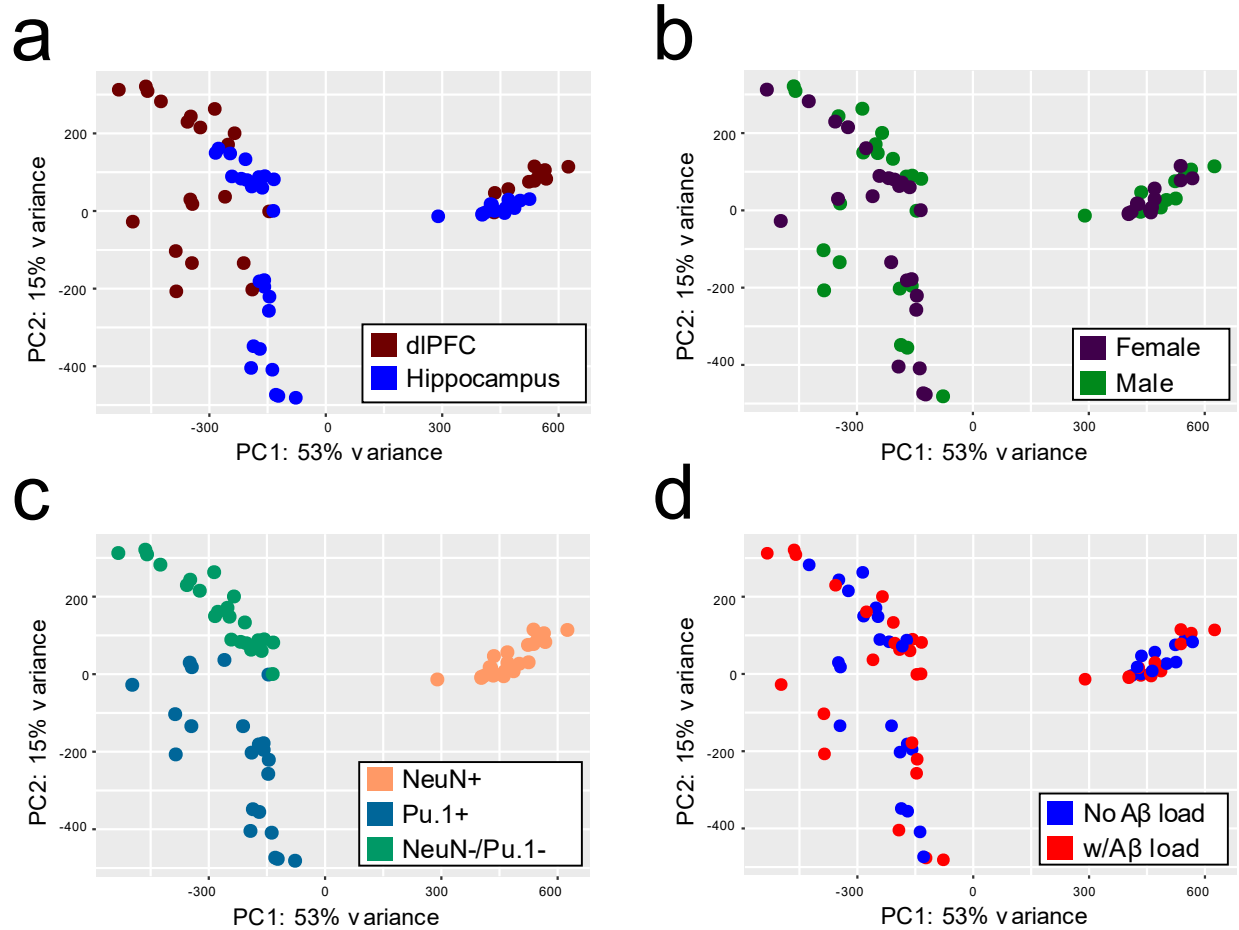 a
b
200
0
-200
-400
PC2: 15% variance
dlPFC
Hippocampus
-300
0
300
600
PC1: 53% variance
200
0
-200
-400
PC2: 15% variance
Female
Male
-300
0
300
600
PC1: 53% variance
c
d
200
0
-200
-400
PC2: 15% variance
NeuN+
Pu.1+
NeuN-/Pu.1-
-300
0
300
600
PC1: 53% variance
200
0
-200
-400
PC2: 15% variance
No Aβ load
w/Aβ load
-300
0
300
600
PC1: 53% variance